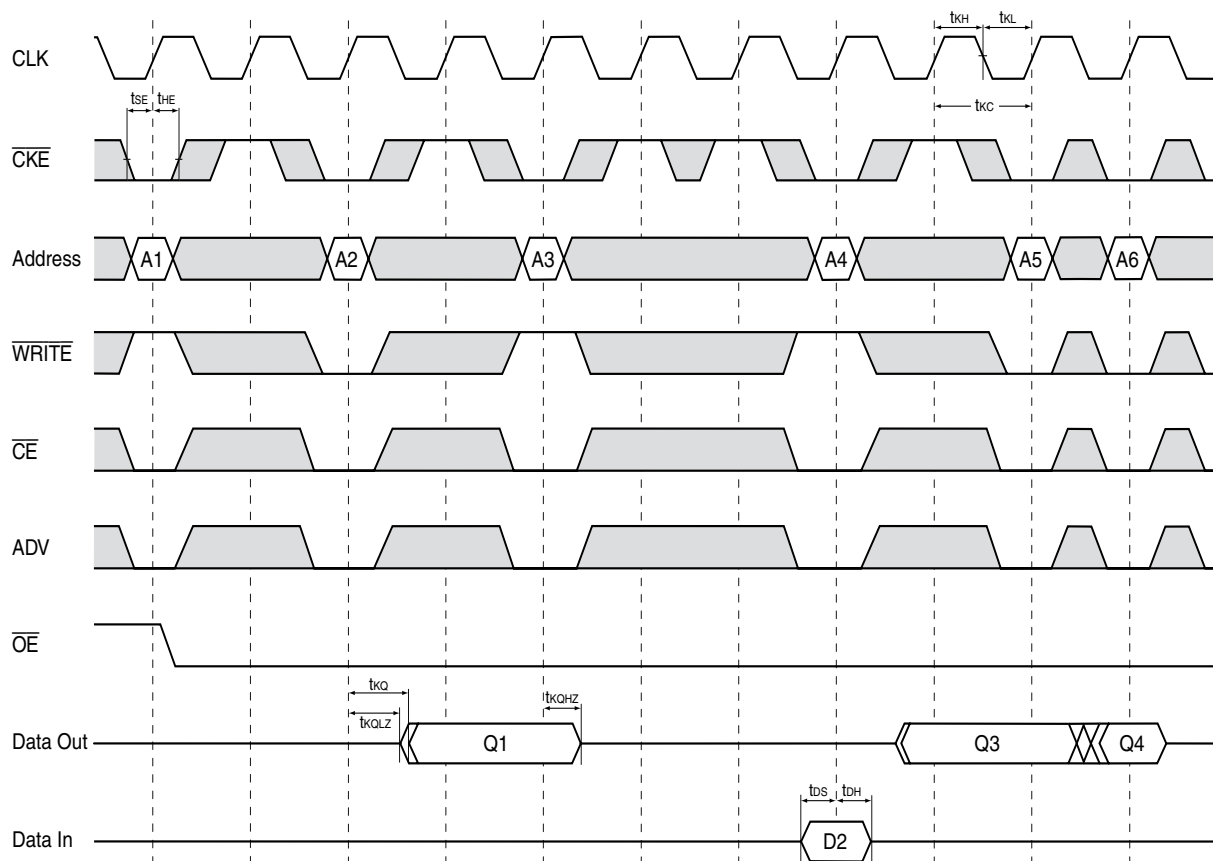 tKH tKL
CLK
tSE tHE
tKC
CKE
Address A1 A2 A3 A4 A5 A6
WRITE
CE
ADV
OE
tKQ
tKQLZ
tKQHZ
Data Out Q1 Q3 Q4
tDS tDH
Data In D2